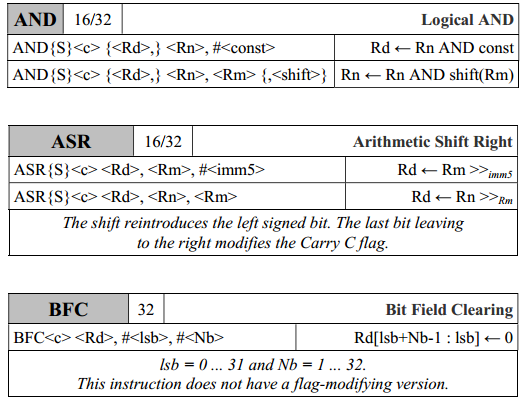 AND 16/32 Logical AND
AND{S}<c> {<Rd>,} <Rn>, #<const> Rd ← Rn AND const
AND{S}<c> {<Rd>,} <Rn>, <Rm> {,<shift>} Rn ← Rn AND shift(Rm)
ASR 16/32 Arithmetic Shift Right
ASR{S}<c> <Rd>, <Rm>, #<imm5> Rd ← Rm >>imm5
ASR{S}<c> <Rd>, <Rn>, <Rm> Rd ← Rn >>Rm
The shift reintroduces the left signed bit. The last bit leaving
to the right modifies the Carry C flag.
BFC 32 Bit Field Clearing
BFC<c> <Rd>, #<lsb>, #<Nb> Rd[lsb+Nb-1 : lsb] ← 0
lsb = 0 ... 31 and Nb = 1 ... 32.
This instruction does not have a flag-modifying version.